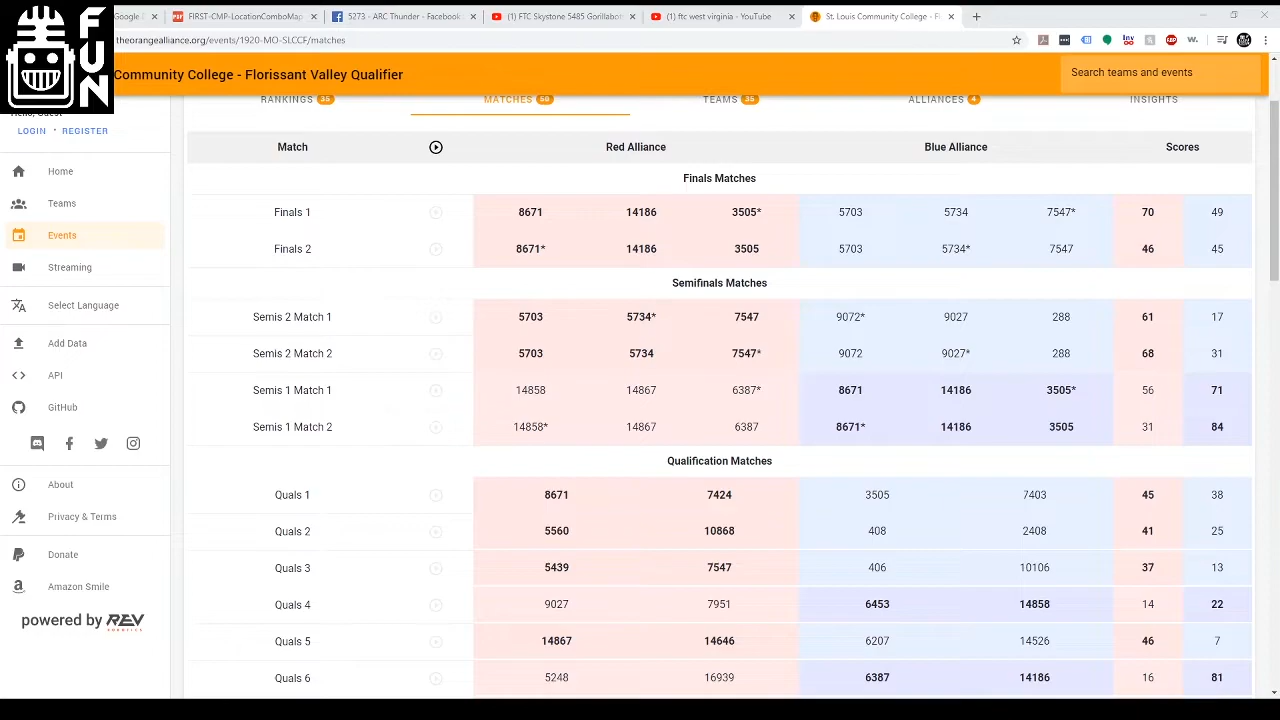 FUN
Google A
FIRST-CMP-LocationComboMap
5273 - ARC Thunder - Facebook
(1) FTC Skystone 5485 Gorillabot
(1) ftc west virginia - YouTube
St. Louis Community College - Fl
theorangealliance.org/events/1920-MO-SLCCF/matches
Community College - Florissant Valley Qualifier
Search teams and events
RANKINGS 35 MATCHES 50 TEAMS 35 ALLIANCES 4 INSIGHTS
Hello, Guest
LOGIN · REGISTER
Home
Teams
Events
Streaming
Select Language
Add Data
API
GitHub
About
Privacy & Terms
Donate
Amazon Smile
powered by REV
ROBOTICS
Match Red Alliance Blue Alliance Scores
Finals Matches
Finals 1 8671 14186 3505* 5703 5734 7547* 70 49
Finals 2 8671* 14186 3505 5703 5734* 7547 46 45
Semifinals Matches
Semis 2 Match 1 5703 5734* 7547 9072* 9027 288 61 17
Semis 2 Match 2 5703 5734 7547* 9072 9027* 288 68 31
Semis 1 Match 1 14858 14867 6387* 8671 14186 3505* 56 71
Semis 1 Match 2 14858* 14867 6387 8671* 14186 3505 31 84
Qualification Matches
Quals 1 8671 7424 3505 7403 45 38
Quals 2 5560 10868 408 2408 41 25
Quals 3 5439 7547 406 10106 37 13
Quals 4 9027 7951 6453 14858 14 22
Quals 5 14867 14646 6207 14526 46 7
Quals 6 5248 16939 6387 14186 16 81